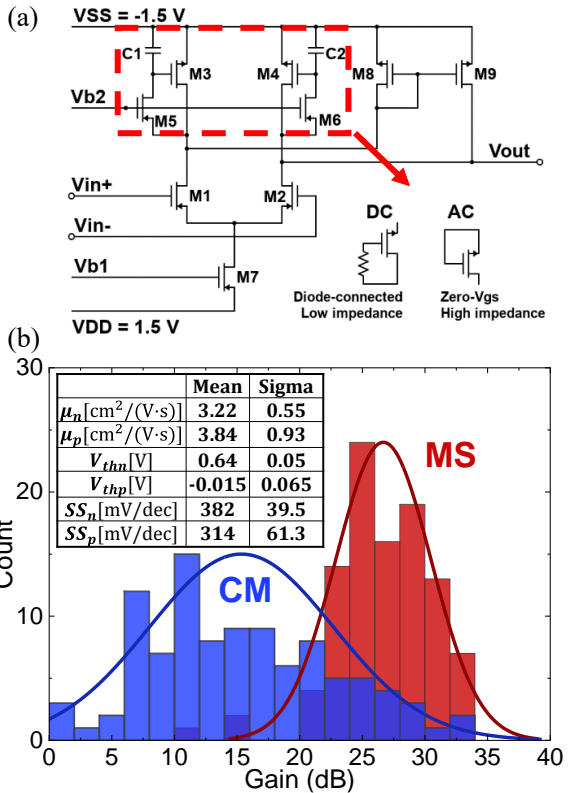 (a)
VSS = -1.5 V
C1
C2
M3
M4
M8
M9
Vb2
M5
M6
Vout
Vin+
M1
M2
Vin-
DC
AC
Vb1
M7
Diode-connected
Low impedance
Zero-Vgs
High impedance
VDD = 1.5 V
(b)
Mean Sigma
μn[cm²/(V·s)] 3.22 0.55
μp[cm²/(V·s)] 3.84 0.93
Vthn[V] 0.64 0.05
Vthp[V] -0.015 0.065
SSn[mV/dec] 382 39.5
SSp[mV/dec] 314 61.3
MS
CM
Count
30
20
10
0
0 5 10 15 20 25 30 35 40
Gain (dB)